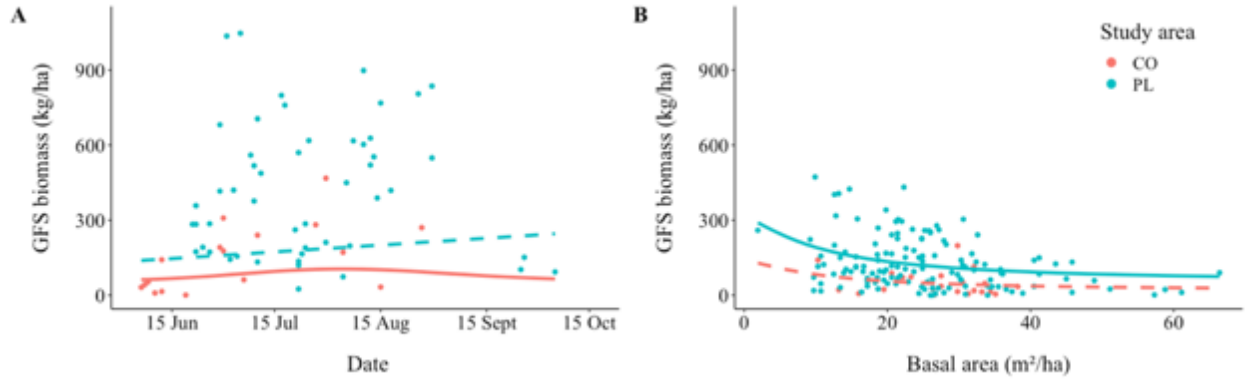 A
GFS biomass (kg/ha)
900
600
300
0
15 Jun
15 Jul
15 Aug
15 Sept
15 Oct
Date
B
GFS biomass (kg/ha)
900
600
300
0
0
20
40
60
Basal area (m²/ha)
Study area
CO
PL